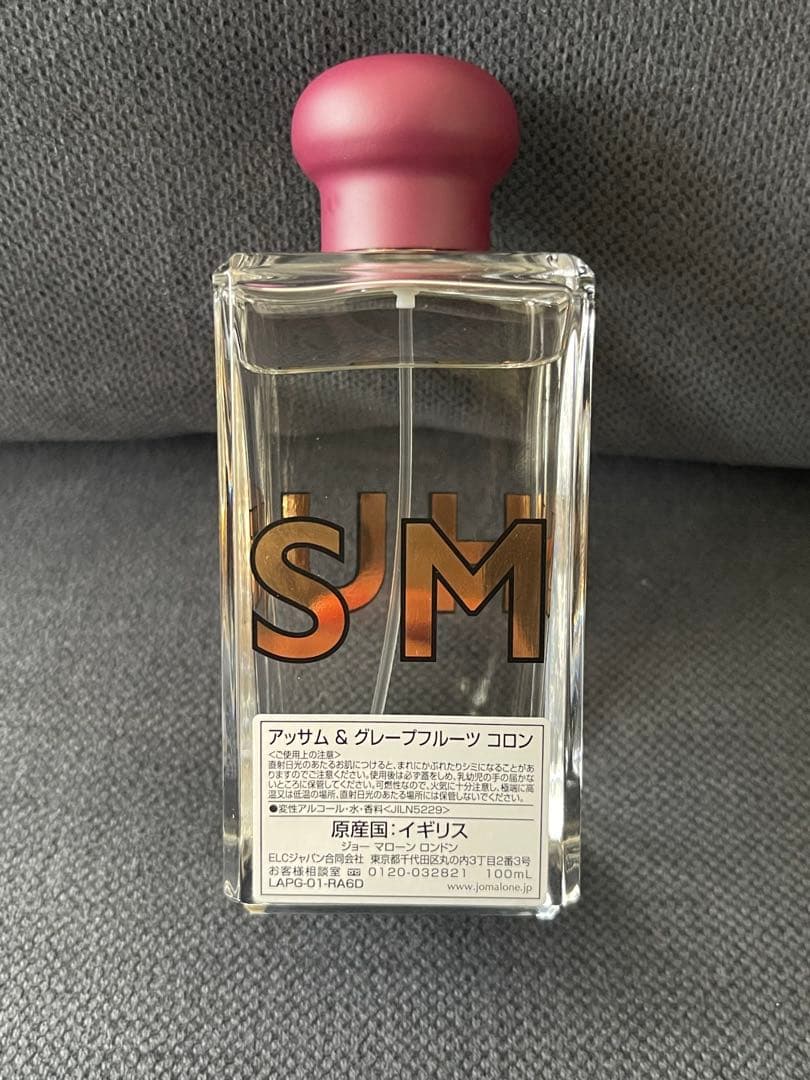 SM
アッサム & グレープフルーツ コロン
<ご使用上の注意>
直射日光のあたるお肌につけると、まれにかぶれたりシミになることがあ
りますのでご注意ください。使用後は必ず蓋をしめ、乳幼児の手の届かな
いところに保管してください。可燃性なので、火気に十分注意し、極端に高
温又は低温の場所、直射日光のあたる場所には保管しないでください。
●変性アルコール・水・香料<JILN5229>
原産国：イギリス
ジョー マローン ロンドン
ELCジャパン合同会社 東京都千代田区丸の内3丁目2番3号
お客様相談室 0120-032821 100mL
LAPG-01-RA6D www.jomalone.jp